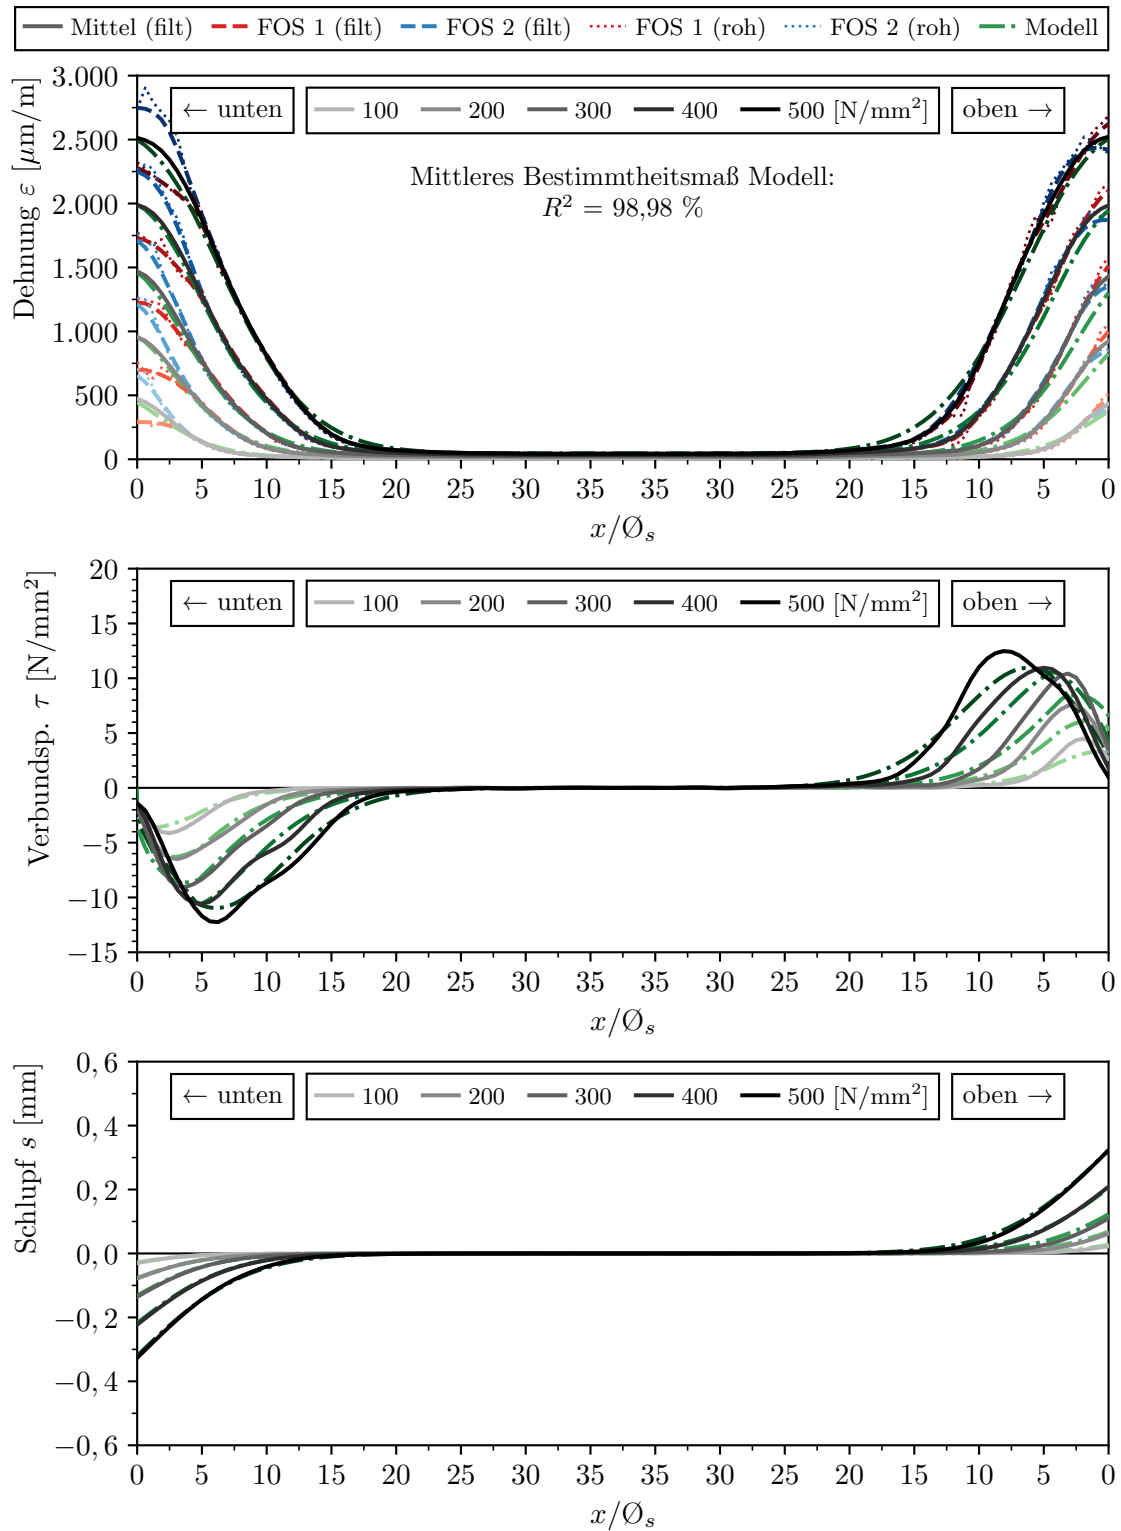 Mittel (filt) FOS 1 (filt) FOS 2 (filt) FOS 1 (roh) FOS 2 (roh) Modell
Dehnung ε [µm/m]
3.000
2.500
2.000
1.500
1.000
500
0
← unten
100 200 300 400 500 [N/mm²]
oben →
Mittleres Bestimmtheitsmaß Modell:
R² = 98,98 %
0 5 10 15 20 25 30 35 35 30 25 20 15 10 5 0
x/Øₛ
Verbundsp. τ [N/mm²]
20
15
10
5
0
−5
−10
−15
← unten
100 200 300 400 500 [N/mm²]
oben →
0 5 10 15 20 25 30 35 35 30 25 20 15 10 5 0
x/Øₛ
Schlupf s [mm]
0,6
0,4
0,2
0,0
−0,2
−0,4
−0,6
← unten
100 200 300 400 500 [N/mm²]
oben →
0 5 10 15 20 25 30 35 35 30 25 20 15 10 5 0
x/Øₛ